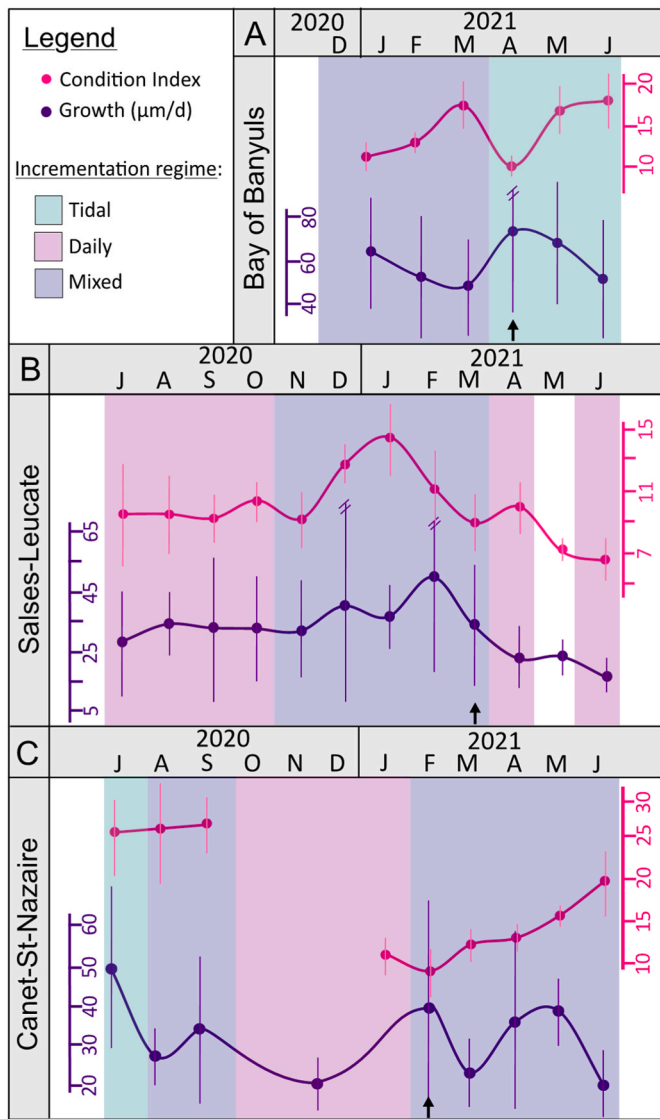 Legend
Condition Index
Growth (µm/d)
Incrementation regime:
Tidal
Daily
Mixed
A
2020 2021
D J F M A M J
Bay of Banyuls
20
15
10
80
60
40
B
2020 2021
J A S O N D J F M A M J
Salses-Leucate
15
11
7
65
45
25
5
C
2020 2021
J A S O N D J F M A M J
Canet-St-Nazaire
30
25
20
15
10
60
50
40
30
20